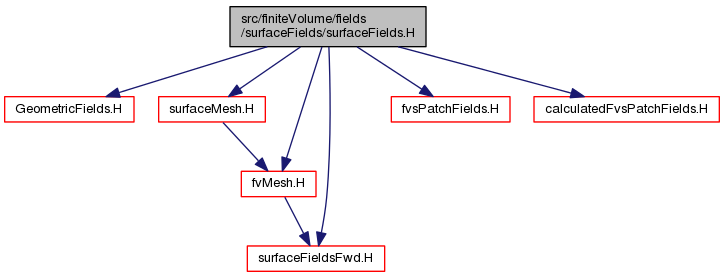 src/finiteVolume/fields
/surfaceFields/surfaceFields.H
GeometricFields.H
surfaceMesh.H
fvsPatchFields.H
calculatedFvsPatchFields.H
fvMesh.H
surfaceFieldsFwd.H